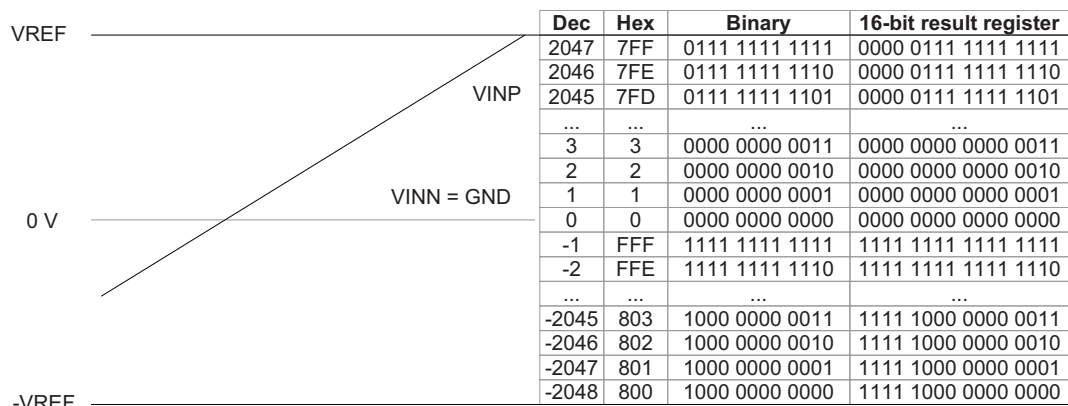 VREF
VINP
VINN = GND
0 V
-VREF
Dec Hex Binary 16-bit result register
2047 7FF 0111 1111 1111 0000 0111 1111 1111
2046 7FE 0111 1111 1110 0000 0111 1111 1110
2045 7FD 0111 1111 1101 0000 0111 1111 1101
... ... ... ...
3 3 0000 0000 0011 0000 0000 0000 0011
2 2 0000 0000 0010 0000 0000 0000 0010
1 1 0000 0000 0001 0000 0000 0000 0001
0 0 0000 0000 0000 0000 0000 0000 0000
-1 FFF 1111 1111 1111 1111 1111 1111 1111
-2 FFE 1111 1111 1110 1111 1111 1111 1110
... ... ... ...
-2045 803 1000 0000 0011 1111 1000 0000 0011
-2046 802 1000 0000 0010 1111 1000 0000 0010
-2047 801 1000 0000 0001 1111 1000 0000 0001
-2048 800 1000 0000 0000 1111 1000 0000 0000